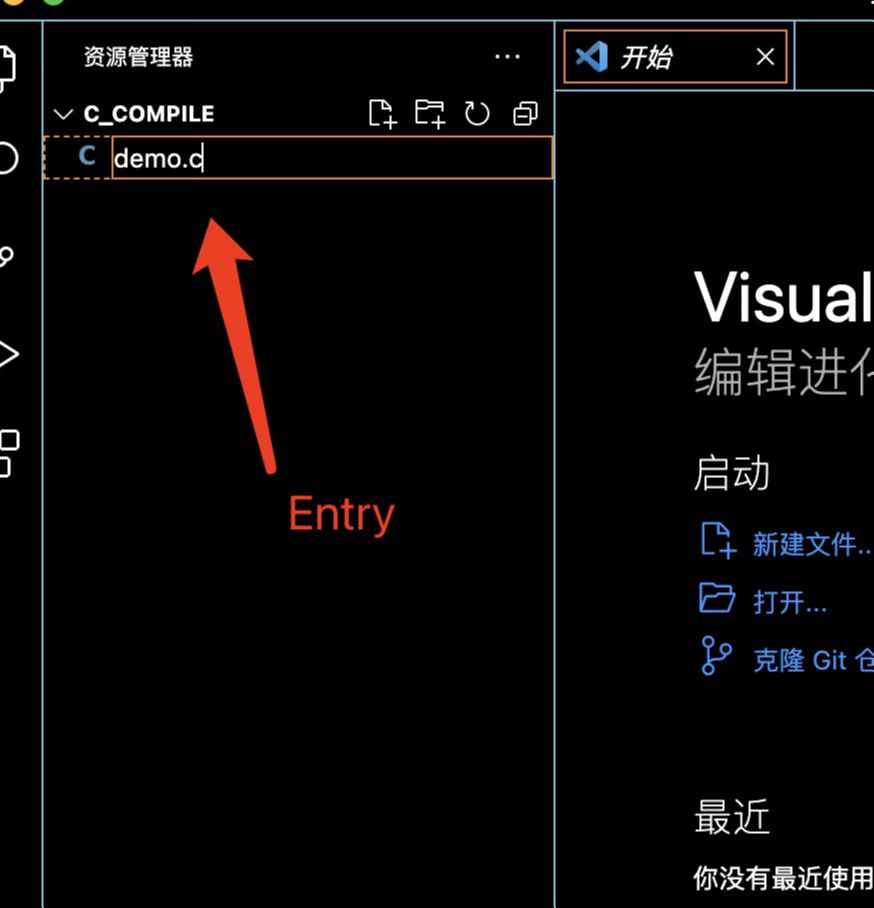 资源管理器
开始
C_COMPILE
C demo.c
Entry
Visual
编辑进
启动
新建文件...
打开...
克隆 Git
最近
你没有最近使用